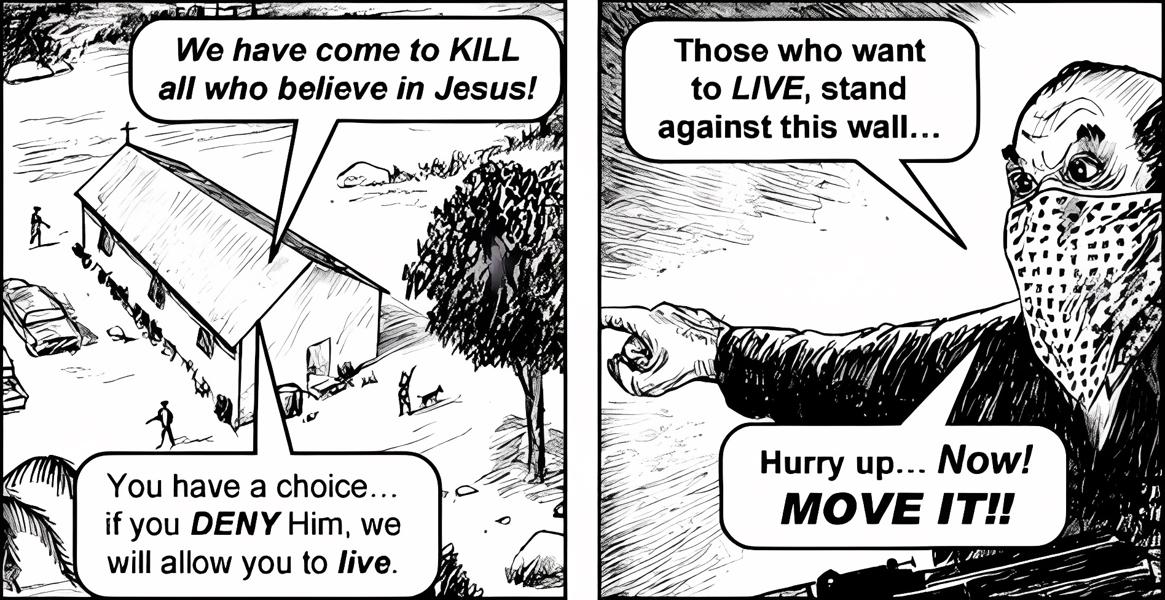 We have come to KILL
all who believe in Jesus!
You have a choice...
if you DENY Him, we
will allow you to live.
Those who want
to LIVE, stand
against this wall...
Hurry up... Now!
MOVE IT!!